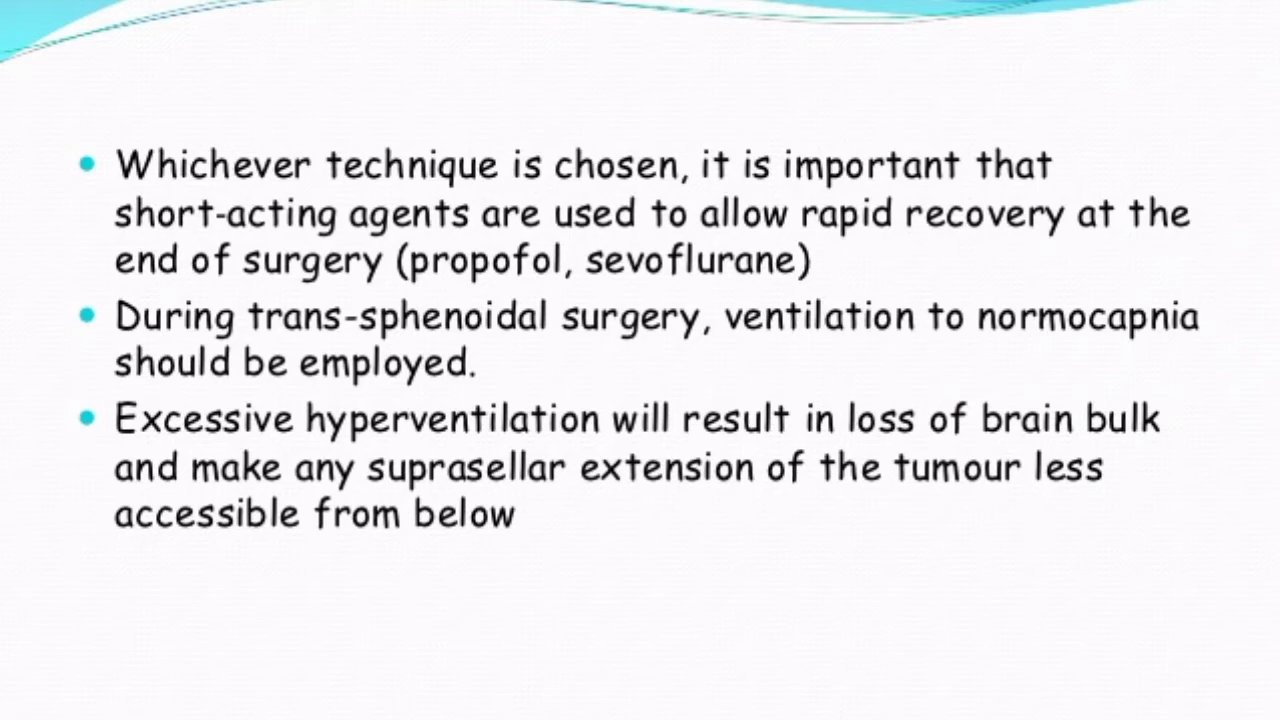 • Whichever technique is chosen, it is important that
short-acting agents are used to allow rapid recovery at the
end of surgery (propofol, sevoflurane)
• During trans-sphenoidal surgery, ventilation to normocapnia
should be employed.
• Excessive hyperventilation will result in loss of brain bulk
and make any suprasellar extension of the tumour less
accessible from below